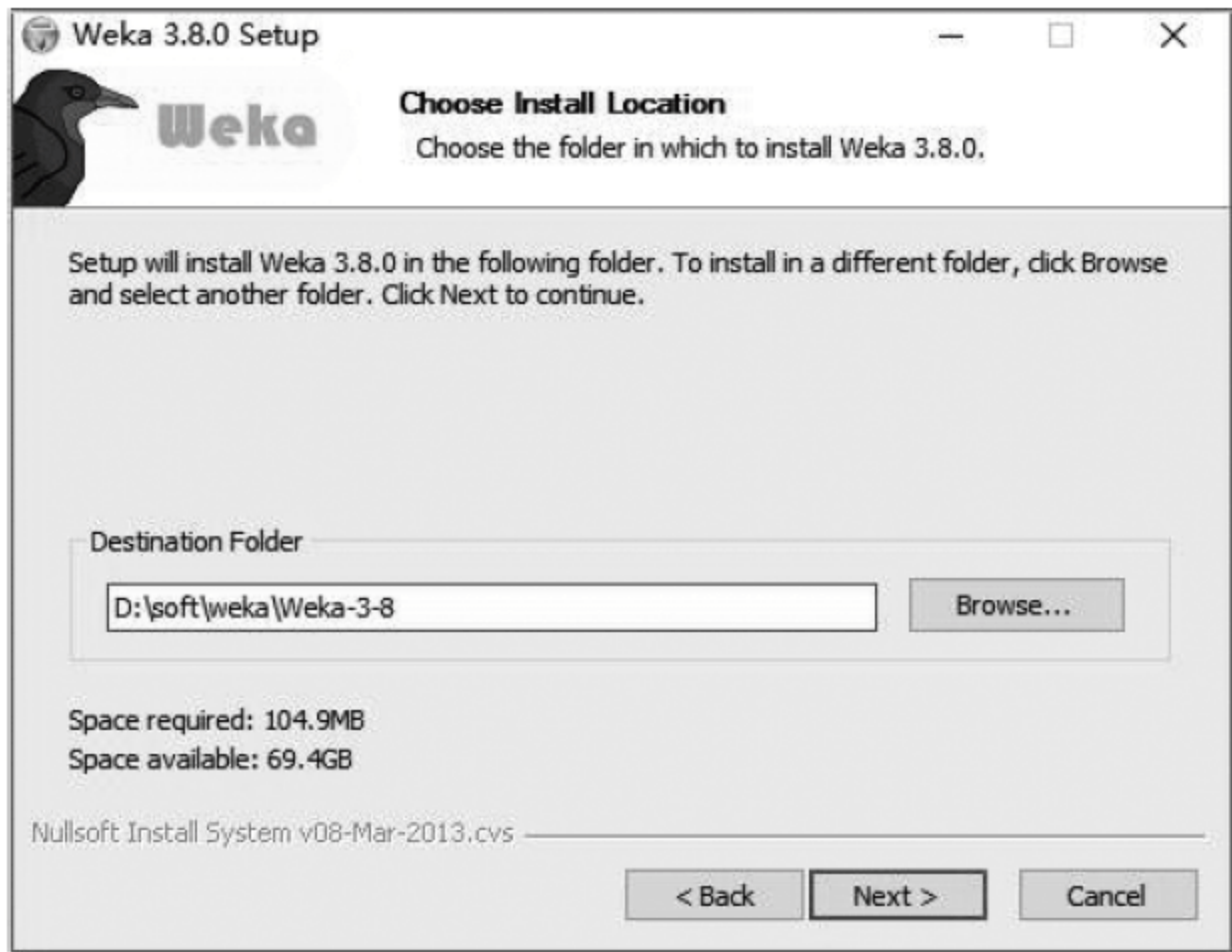 Weka 3.8.0 Setup
Weka
Choose Install Location
Choose the folder in which to install Weka 3.8.0.
Setup will install Weka 3.8.0 in the following folder. To install in a different folder, click Browse
and select another folder. Click Next to continue.
Destination Folder
D:\soft\weka\Weka-3-8
Browse...
Space required: 104.9MB
Space available: 69.4GB
Nullsoft Install System v08-Mar-2013.cvs
< Back
Next >
Cancel